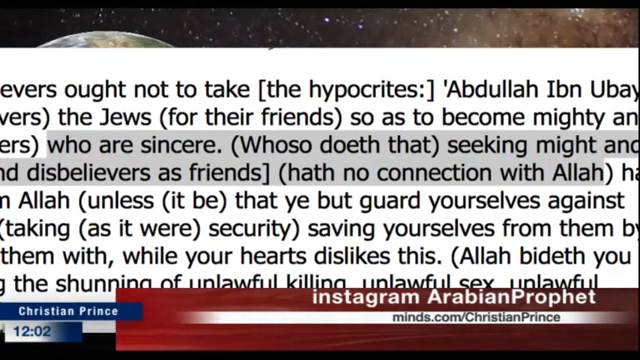 evers ought not to take [the hypocrites:] 'Abdullah Ibn Ubay
vers) the Jews (for their friends) so as to become mighty an
ers) who are sincere. (Whoso doeth that) seeking might and
nd disbelievers as friends] (hath no connection with Allah) ha
m Allah (unless (it be) that ye but guard yourselves against
(taking (as it were) security) saving yourselves from them by
them with, while your hearts dislikes this. (Allah bideth you
g the shunning of unlawful killing, unlawful sex, unlawful
instagram ArabianProphet
Christian Prince
minds.com/ChristianPrince
12:02